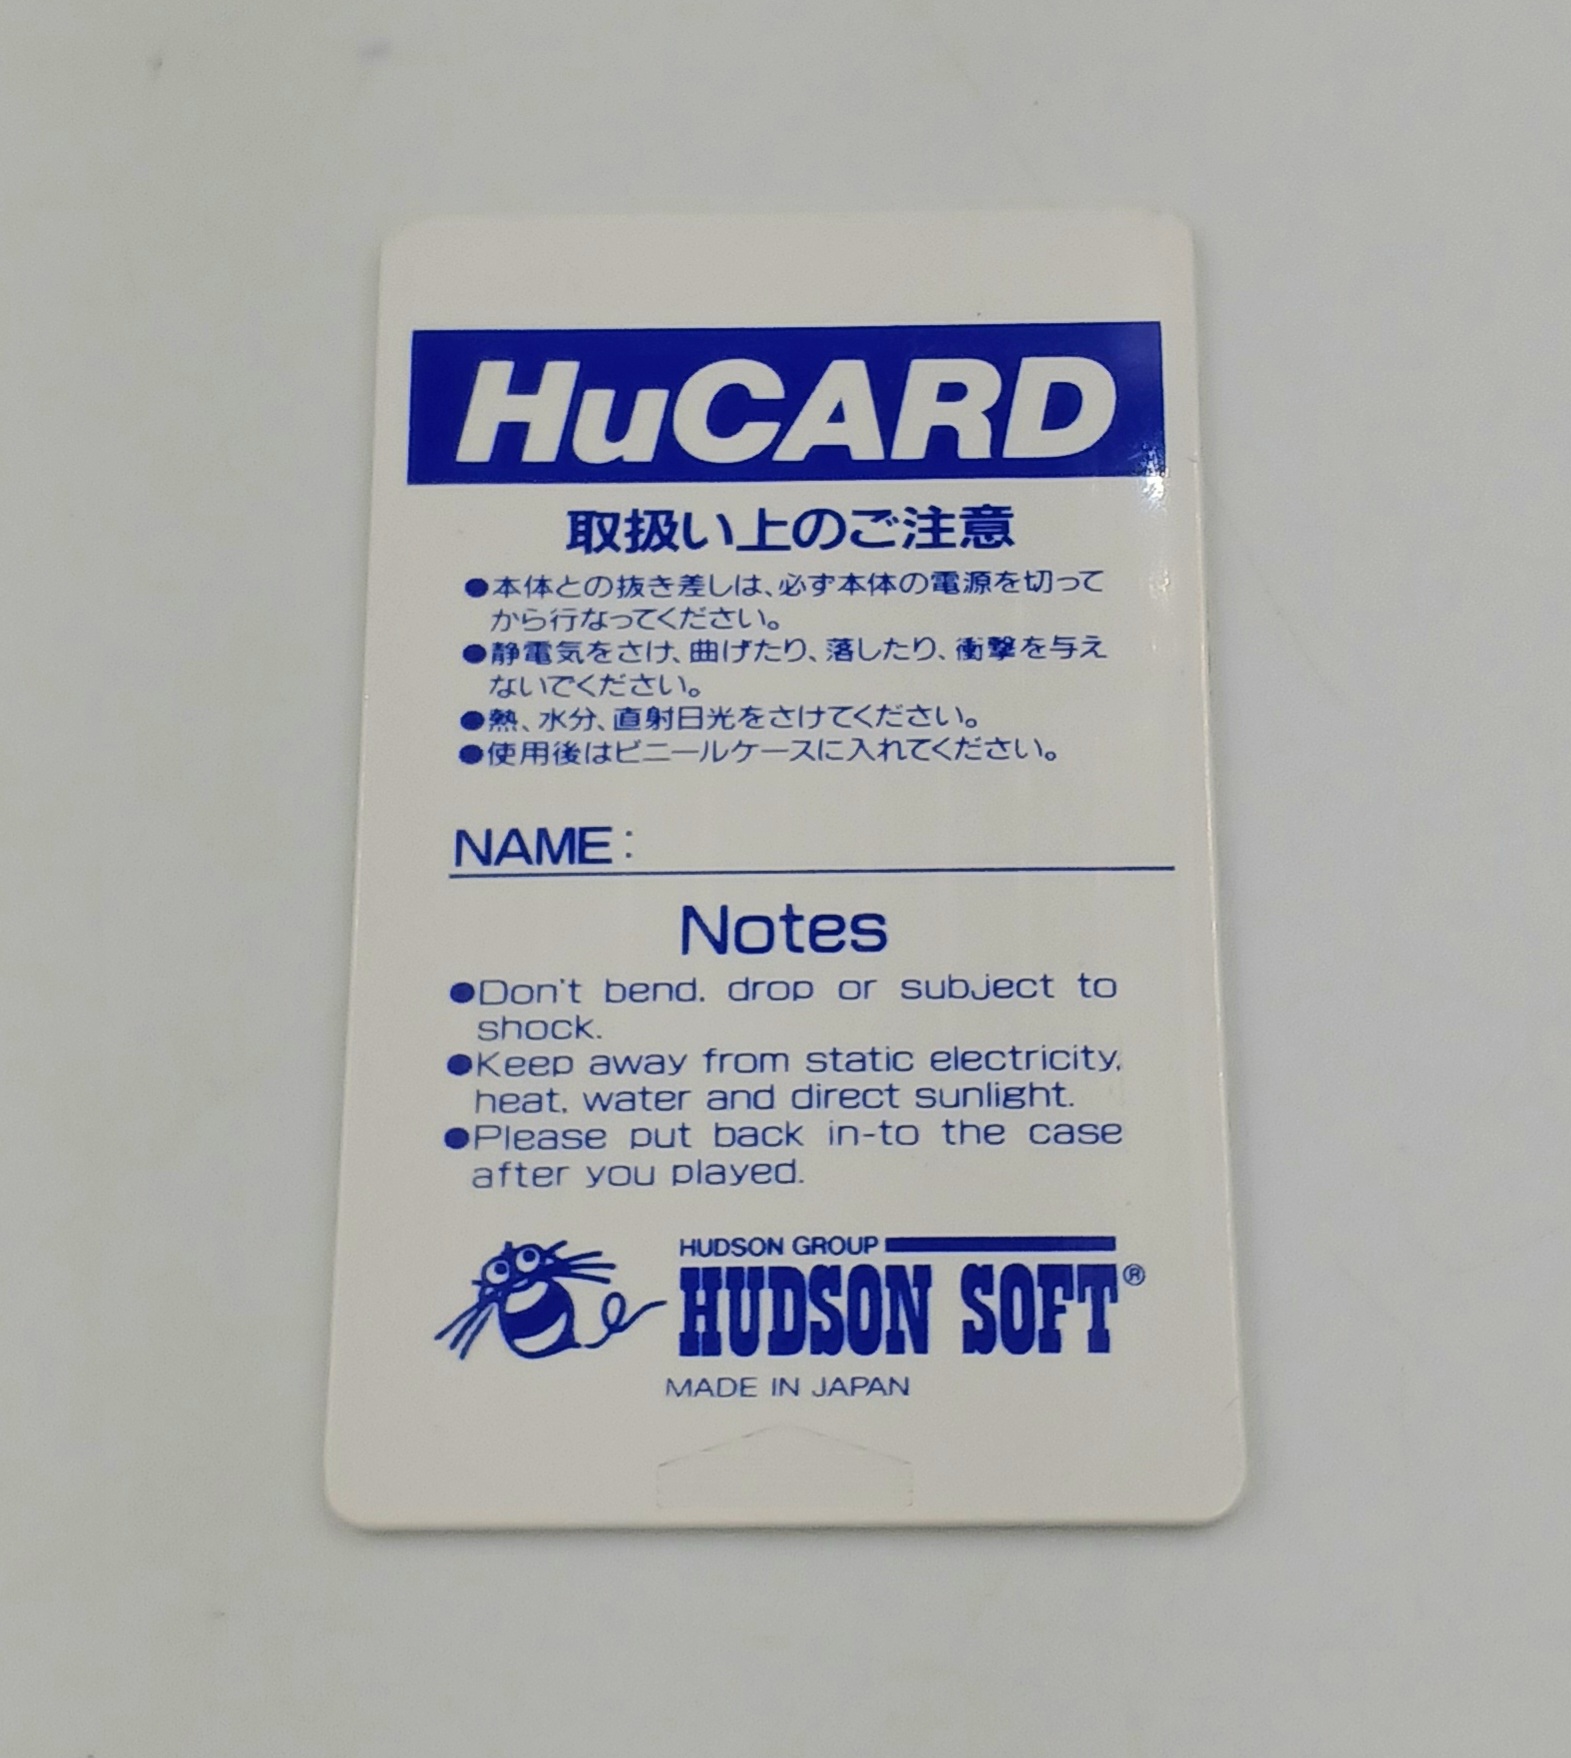 HuCARD
取扱い上のご注意
●本体との抜き差しは、必ず本体の電源を切って
から行なってください。
●静電気をさけ、曲げたり、落したり、衝撃を与え
ないでください。
●熱、水分、直射日光をさけてください。
●使用後はビニールケースに入れてください。
NAME:
Notes
●Don't bend, drop or subject to
shock.
●Keep away from static electricity,
heat, water and direct sunlight.
●Please put back in-to the case
after you played.
HUDSON GROUP
HUDSON SOFT®
MADE IN JAPAN